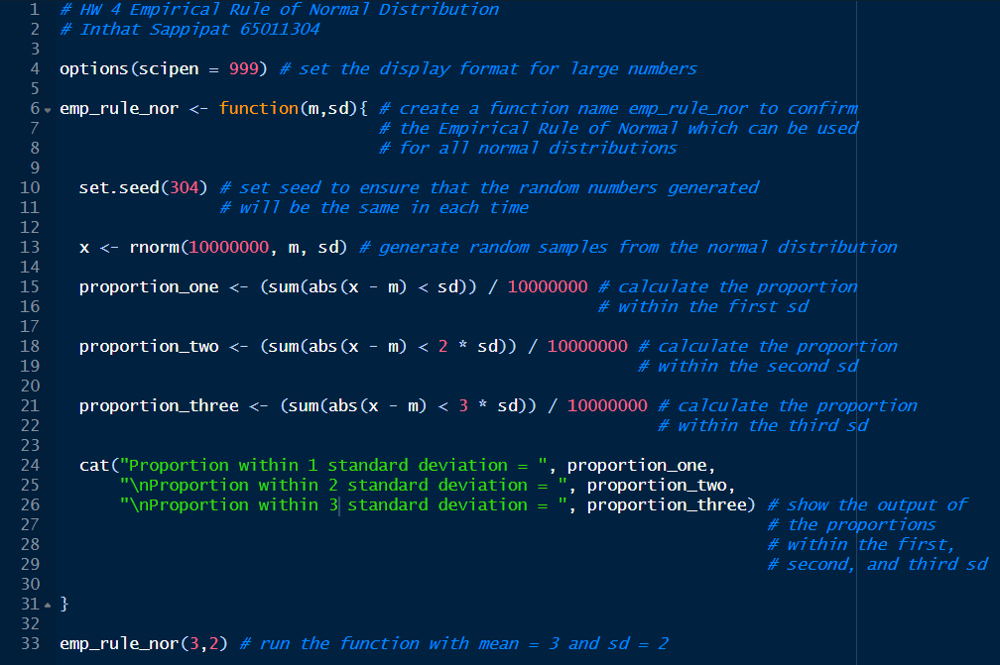 1 # HW 4 Empirical Rule of Normal Distribution
2 # Inthat Sappipat 65011304
3
4 options(scipen = 999) # set the display format for large numbers
5
6 emp_rule_nor <- function(m,sd){ # create a function name emp_rule_nor to confirm
7 # the Empirical Rule of Normal which can be used
8 # for all normal distributions
9
10 set.seed(304) # set seed to ensure that the random numbers generated
11 # will be the same in each time
12
13 x <- rnorm(10000000, m, sd) # generate random samples from the normal distribution
14
15 proportion_one <- (sum(abs(x - m) < sd)) / 10000000 # calculate the proportion
16 # within the first sd
17
18 proportion_two <- (sum(abs(x - m) < 2 * sd)) / 10000000 # calculate the proportion
19 # within the second sd
20
21 proportion_three <- (sum(abs(x - m) < 3 * sd)) / 10000000 # calculate the proportion
22 # within the third sd
23
24 cat("Proportion within 1 standard deviation = ", proportion_one,
25 "\nProportion within 2 standard deviation = ", proportion_two,
26 "\nProportion within 3 standard deviation = ", proportion_three) # show the output of
27 # the proportions
28 # within the first,
29 # second, and third sd
30
31 }
32
33 emp_rule_nor(3,2) # run the function with mean = 3 and sd = 2